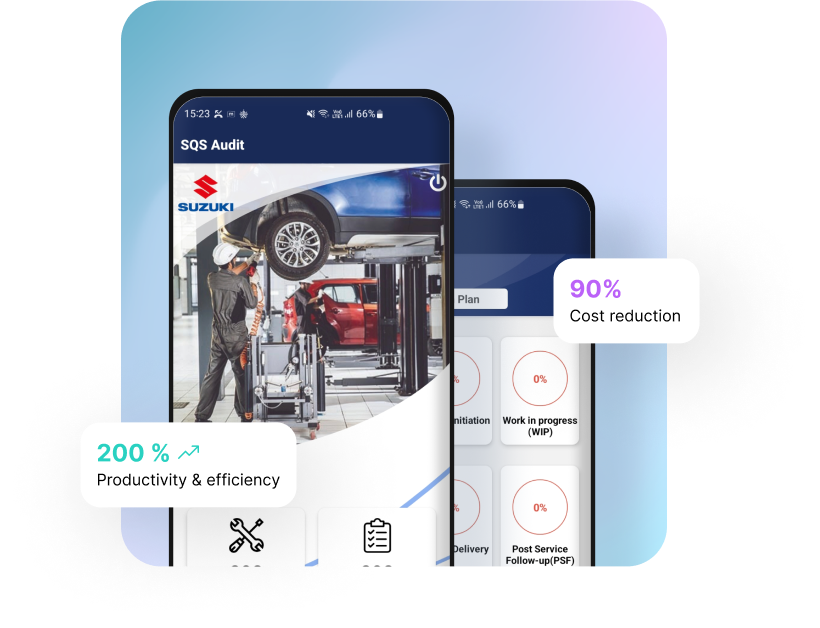 15:23
66%
SQS Audit
SUZUKI
66%
Plan
90%
Cost reduction
0%
nitiation
Work in progress
(WIP)
200 %
Productivity & efficiency
0%
Delivery
Post Service
Follow-up(PSF)